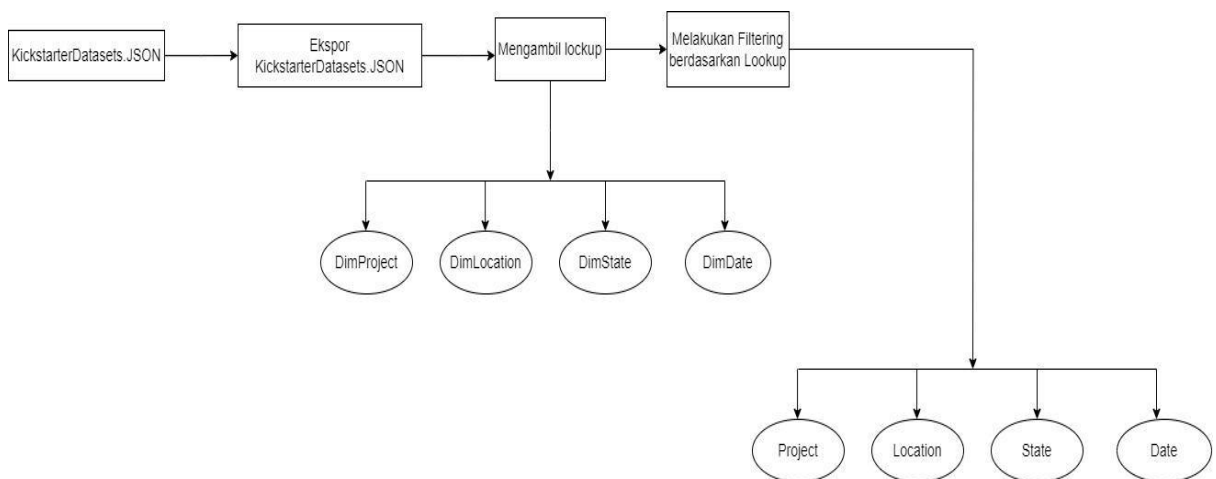 KickstarterDatasets.JSON
Ekspor
KickstarterDatasets.JSON
Mengambil lockup
Melakukan Filtering
berdasarkan Lookup
DimProject
DimLocation
DimState
DimDate
Project
Location
State
Date